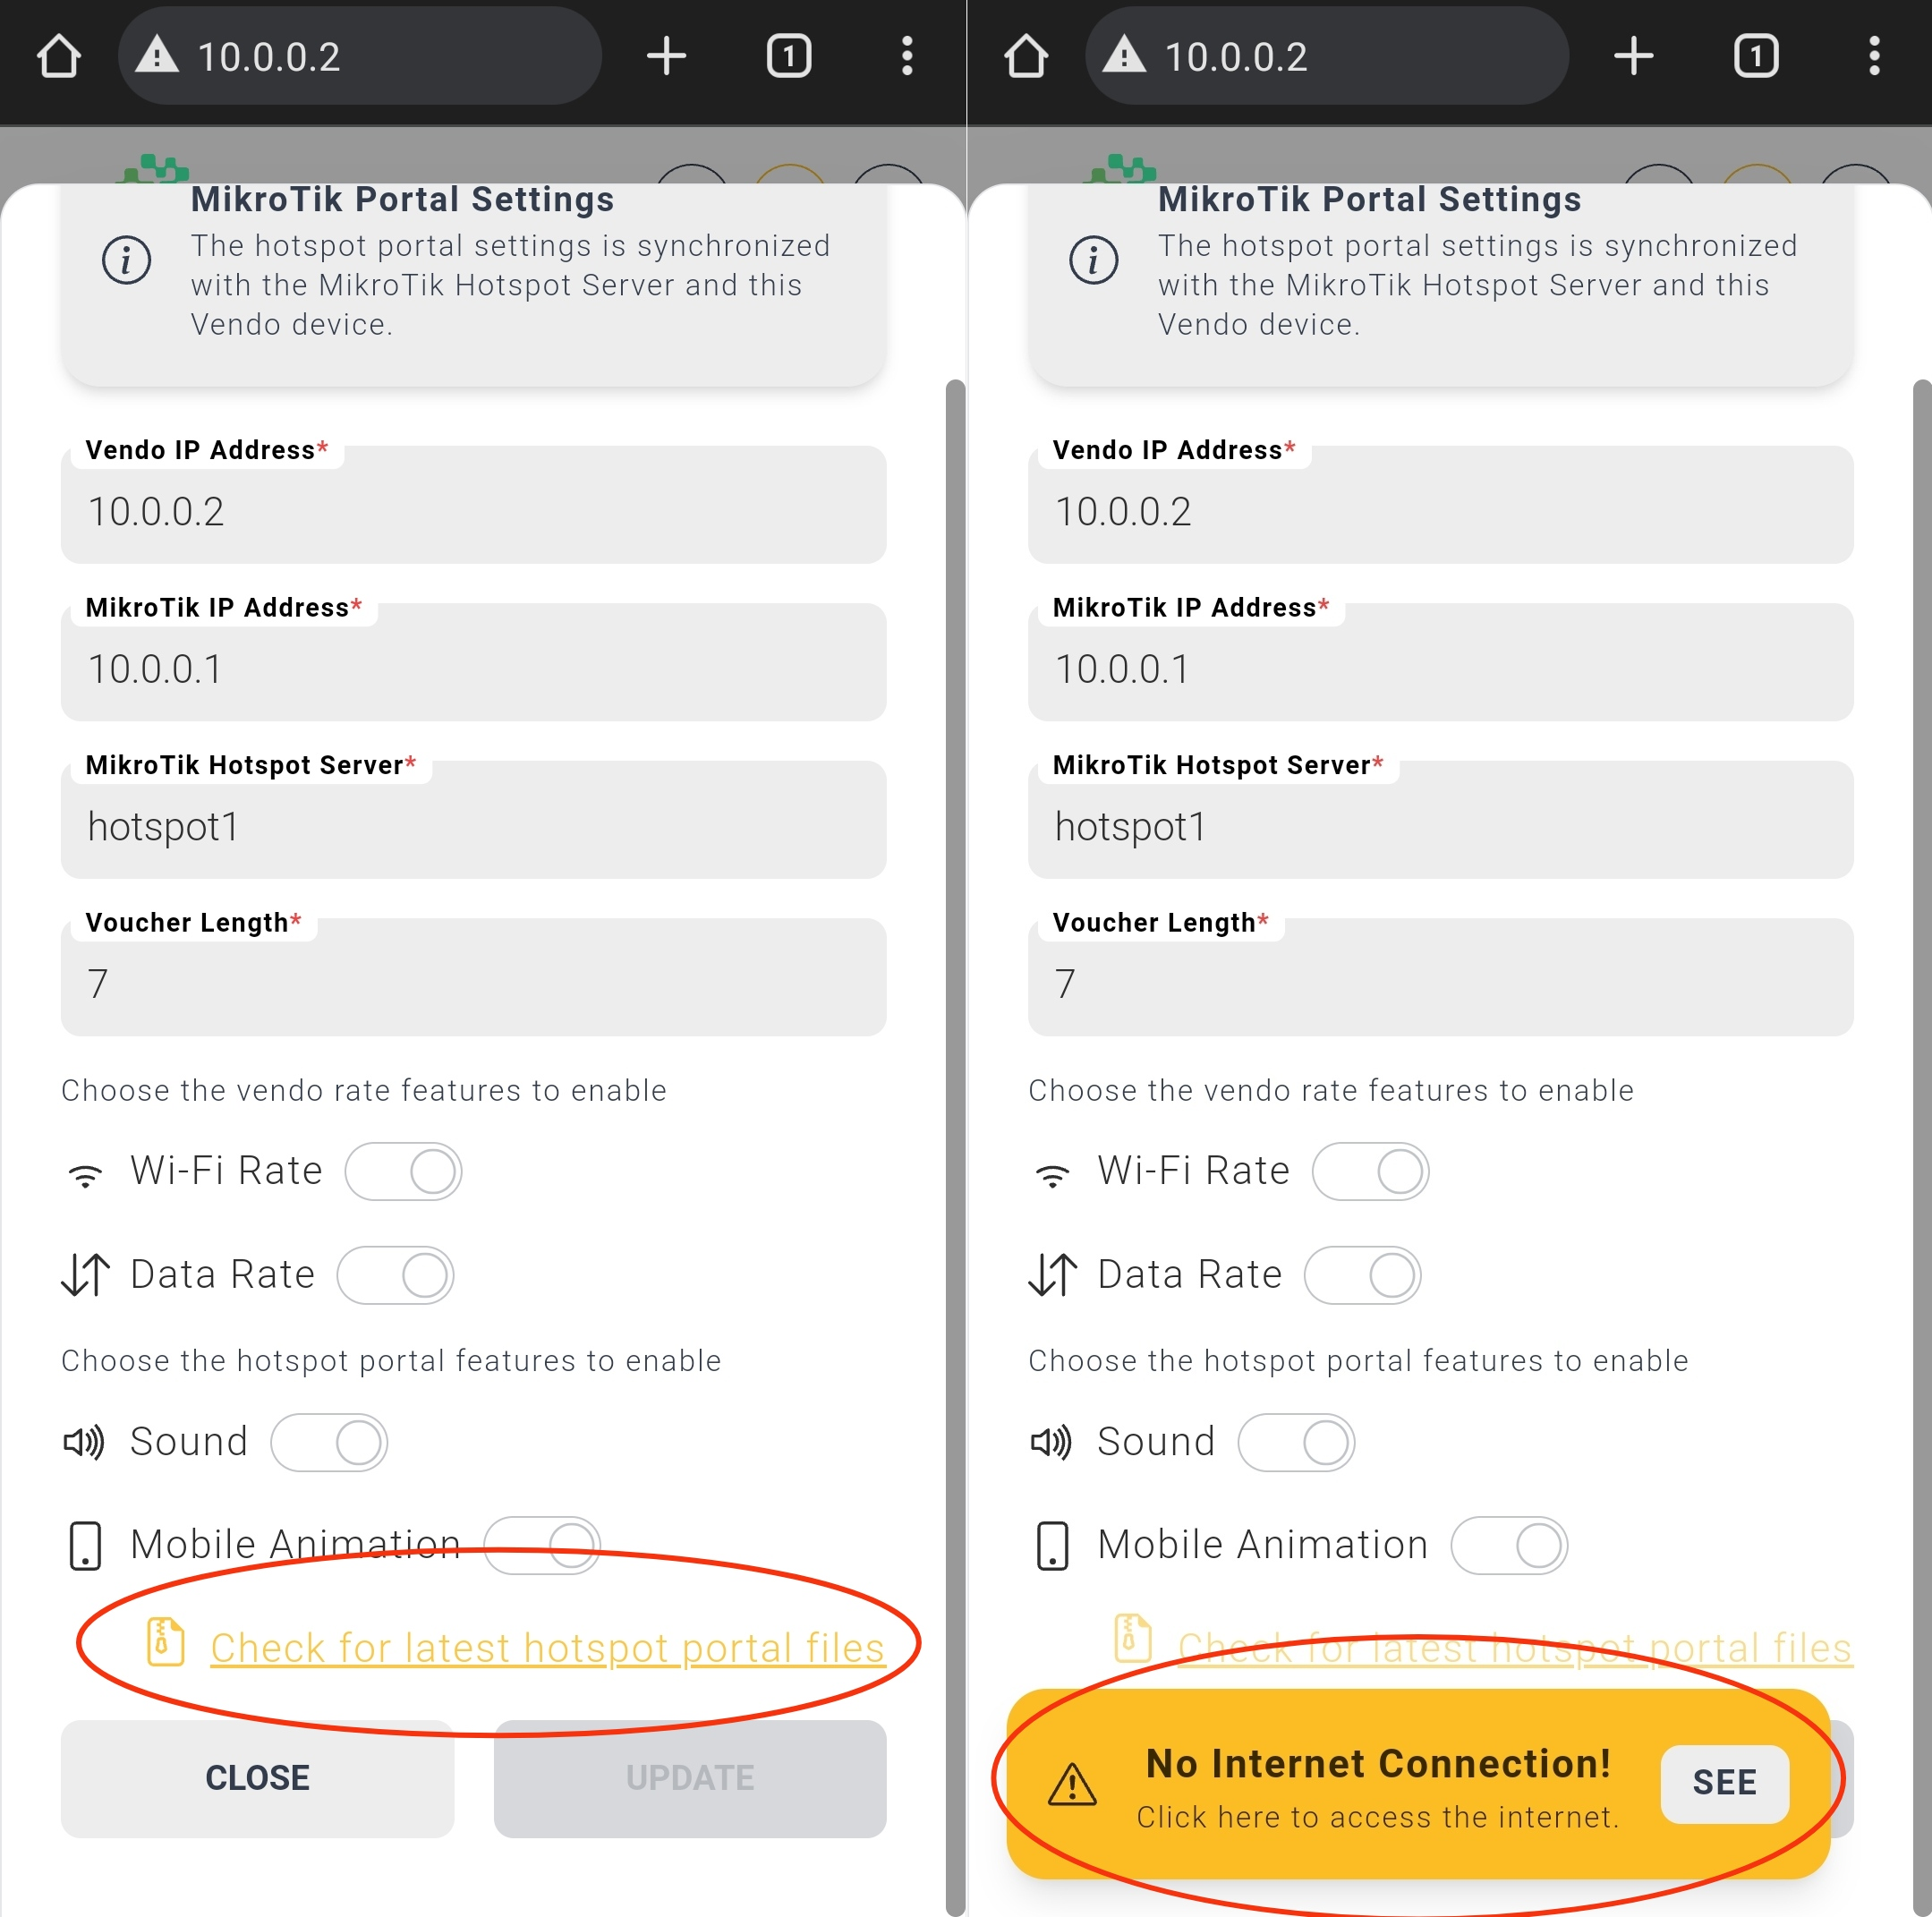 10.0.0.2
1
MikroTik Portal Settings
The hotspot portal settings is synchronized
with the MikroTik Hotspot Server and this
Vendo device.
Vendo IP Address*
10.0.0.2
MikroTik IP Address*
10.0.0.1
MikroTik Hotspot Server*
hotspot1
Voucher Length*
7
Choose the vendo rate features to enable
Wi-Fi Rate
Data Rate
Choose the hotspot portal features to enable
Sound
Mobile Animation
Check for latest hotspot portal files
CLOSE
UPDATE
10.0.0.2
1
MikroTik Portal Settings
The hotspot portal settings is synchronized
with the MikroTik Hotspot Server and this
Vendo device.
Vendo IP Address*
10.0.0.2
MikroTik IP Address*
10.0.0.1
MikroTik Hotspot Server*
hotspot1
Voucher Length*
7
Choose the vendo rate features to enable
Wi-Fi Rate
Data Rate
Choose the hotspot portal features to enable
Sound
Mobile Animation
Check for latest hotspot portal files
No Internet Connection!
Click here to access the internet.
SEE